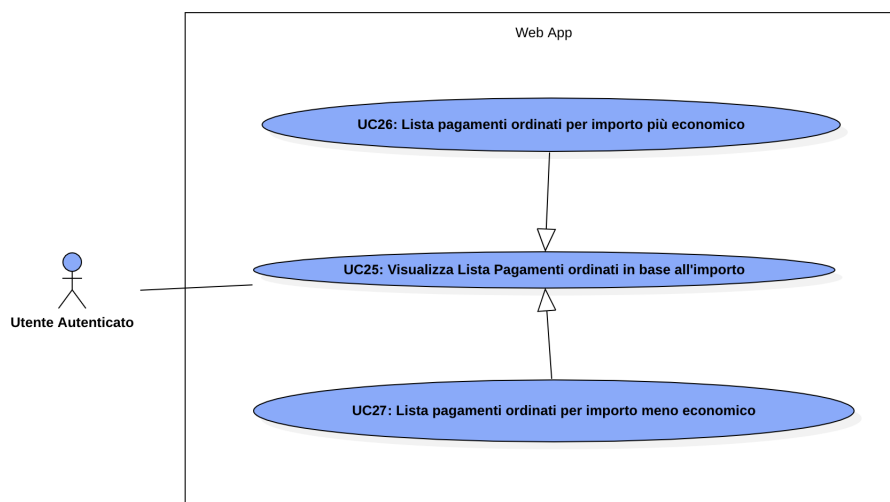 Web App
UC26: Lista pagamenti ordinati per importo più economico
UC25: Visualizza Lista Pagamenti ordinati in base all'importo
Utente Autenticato
UC27: Lista pagamenti ordinati per importo meno economico